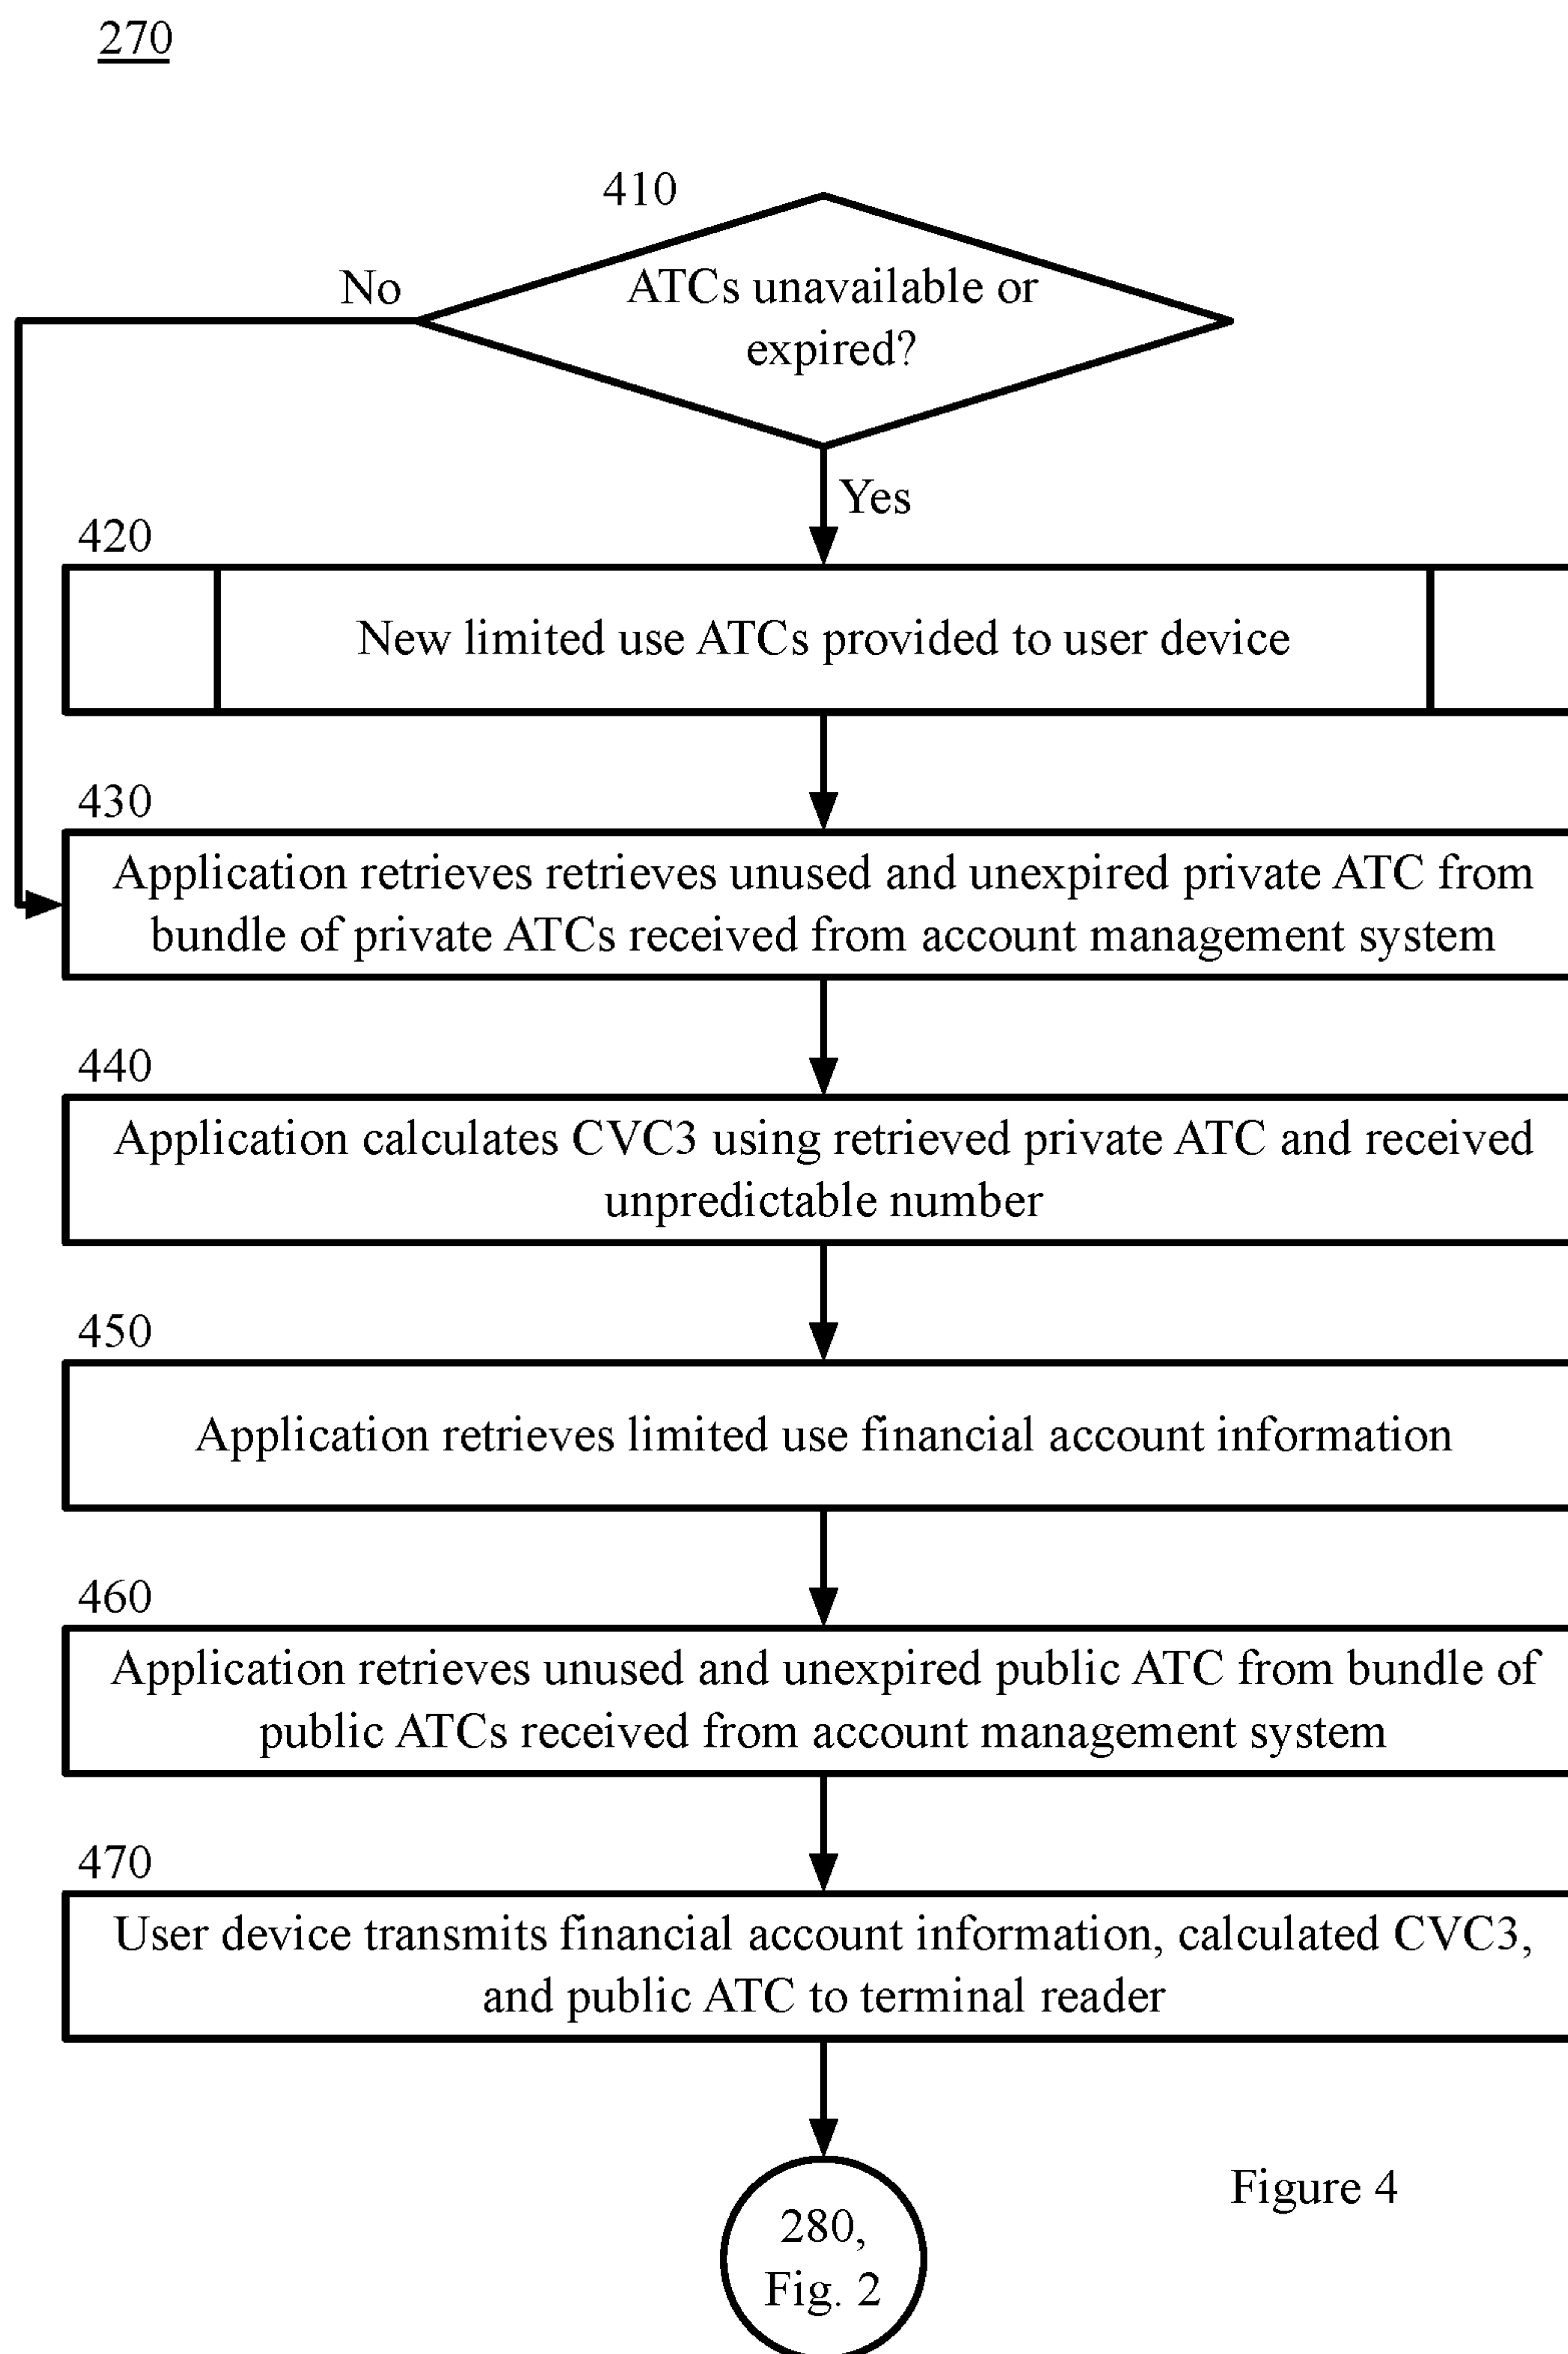 270
410
ATCs unavailable or
expired?
No
Yes
420
New limited use ATCs provided to user device
430
Application retrieves retrieves unused and unexpired private ATC from
bundle of private ATCs received from account management system
440
Application calculates CVC3 using retrieved private ATC and received
unpredictable number
450
Application retrieves limited use financial account information
460
Application retrieves unused and unexpired public ATC from bundle of
public ATCs received from account management system
470
User device transmits financial account information, calculated CVC3,
and public ATC to terminal reader
280,
Fig. 2
Figure 4